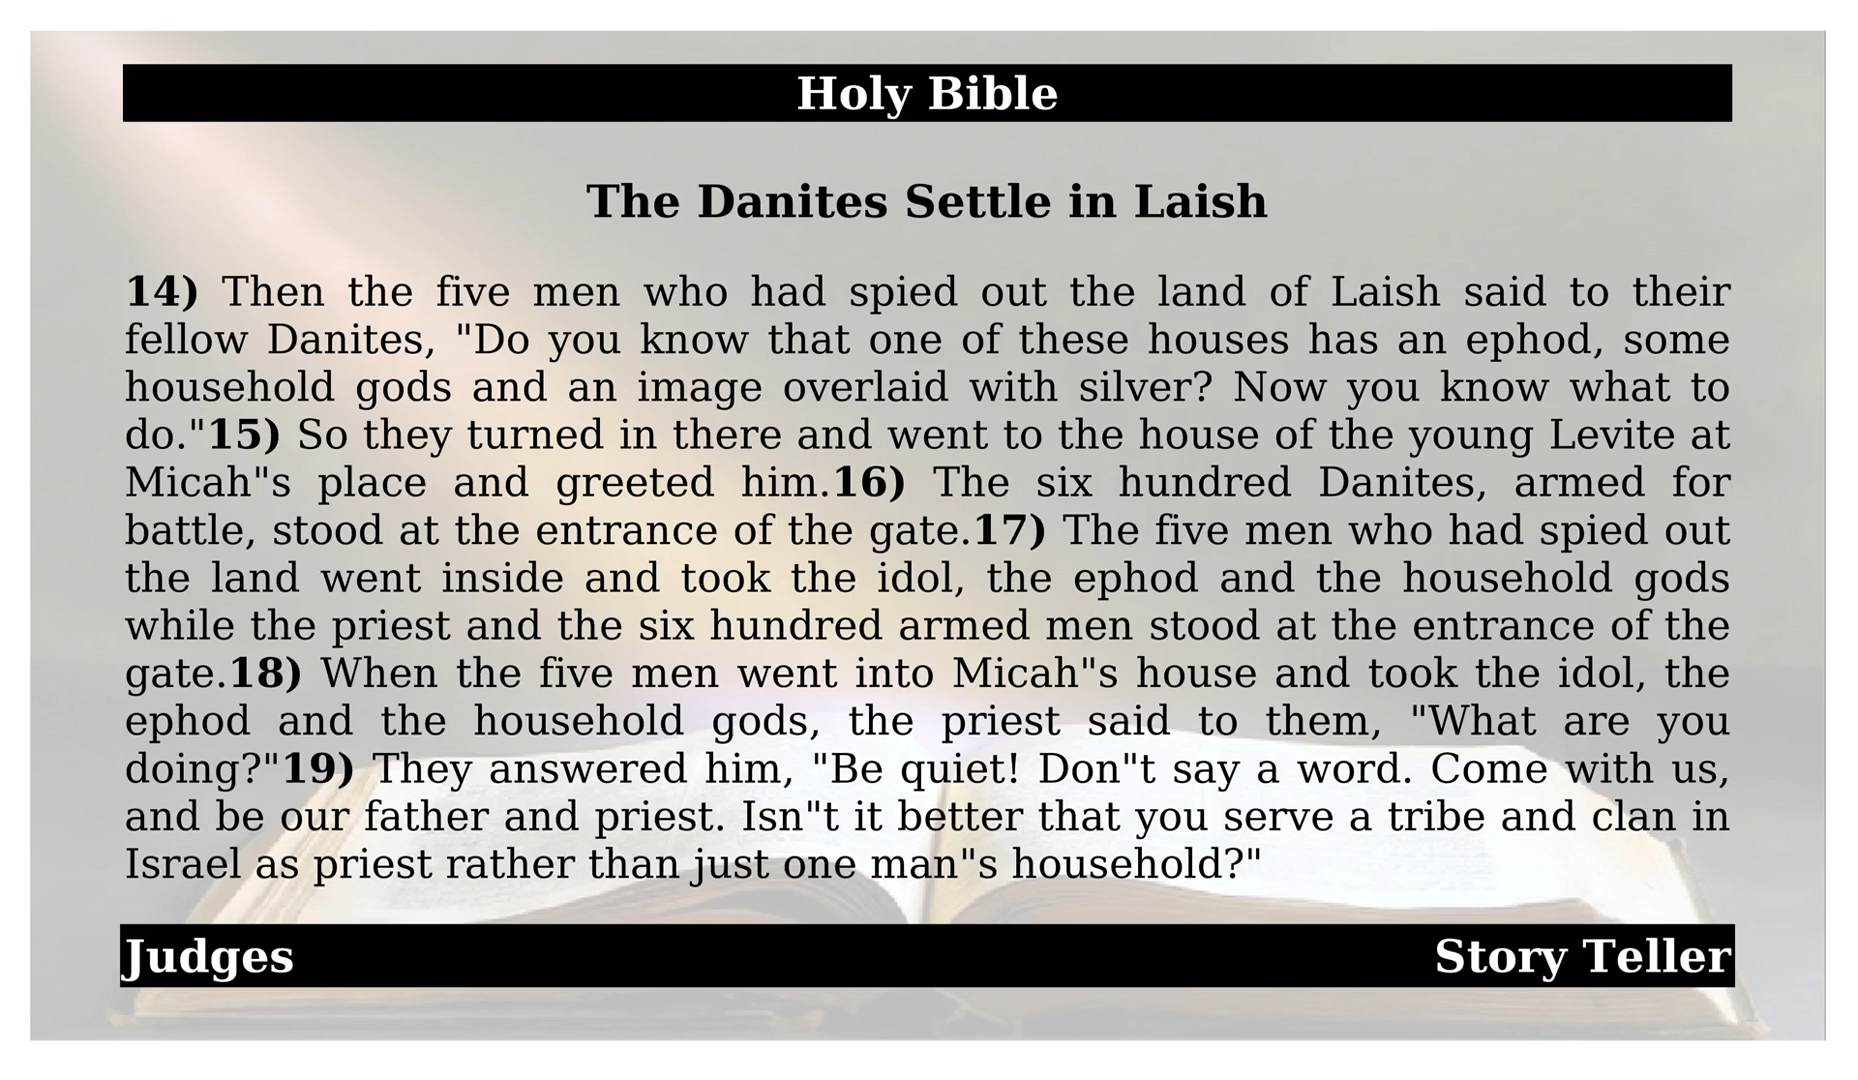 Holy Bible
The Danites Settle in Laish
14) Then the five men who had spied out the land of Laish said to their
fellow Danites, "Do you know that one of these houses has an ephod, some
household gods and an image overlaid with silver? Now you know what to
do."15) So they turned in there and went to the house of the young Levite at
Micah"s place and greeted him.16) The six hundred Danites, armed for
battle, stood at the entrance of the gate.17) The five men who had spied out
the land went inside and took the idol, the ephod and the household gods
while the priest and the six hundred armed men stood at the entrance of the
gate.18) When the five men went into Micah"s house and took the idol, the
ephod and the household gods, the priest said to them, "What are you
doing?"19) They answered him, "Be quiet! Don"t say a word. Come with us,
and be our father and priest. Isn"t it better that you serve a tribe and clan in
Israel as priest rather than just one man"s household?"
Judges Story Teller